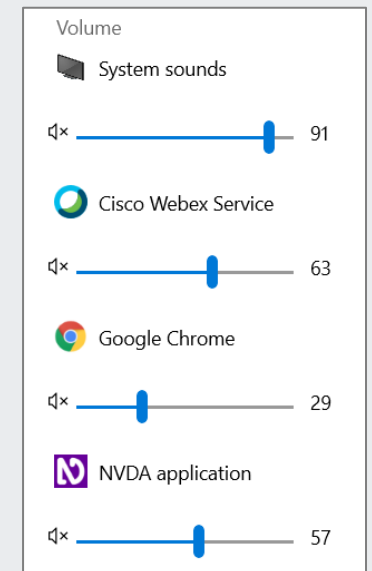 Volume
System sounds
91
Cisco Webex Service
63
Google Chrome
29
NVDA application
57